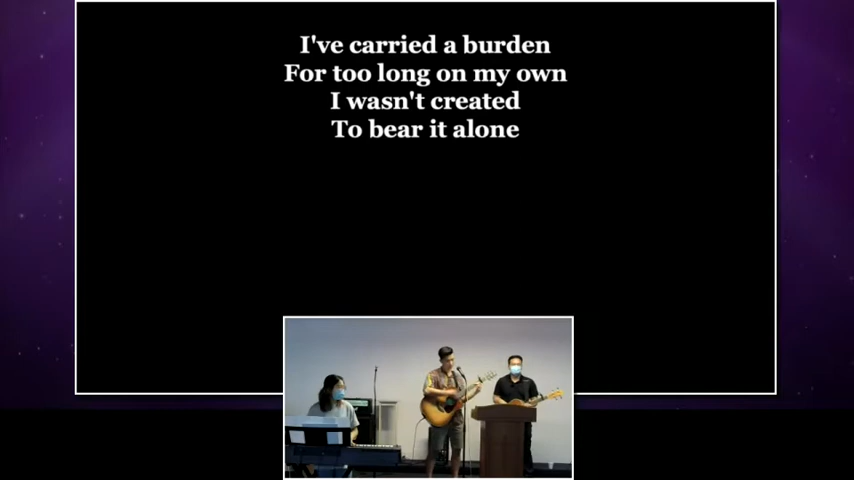 I've carried a burden
For too long on my own
I wasn't created
To bear it alone